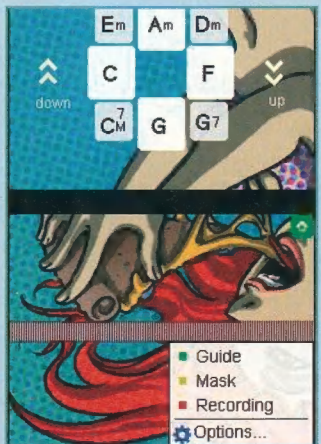 Em Am Dm
C F
down up
CM7 G G7
Guide
Mask
Recording
Options...